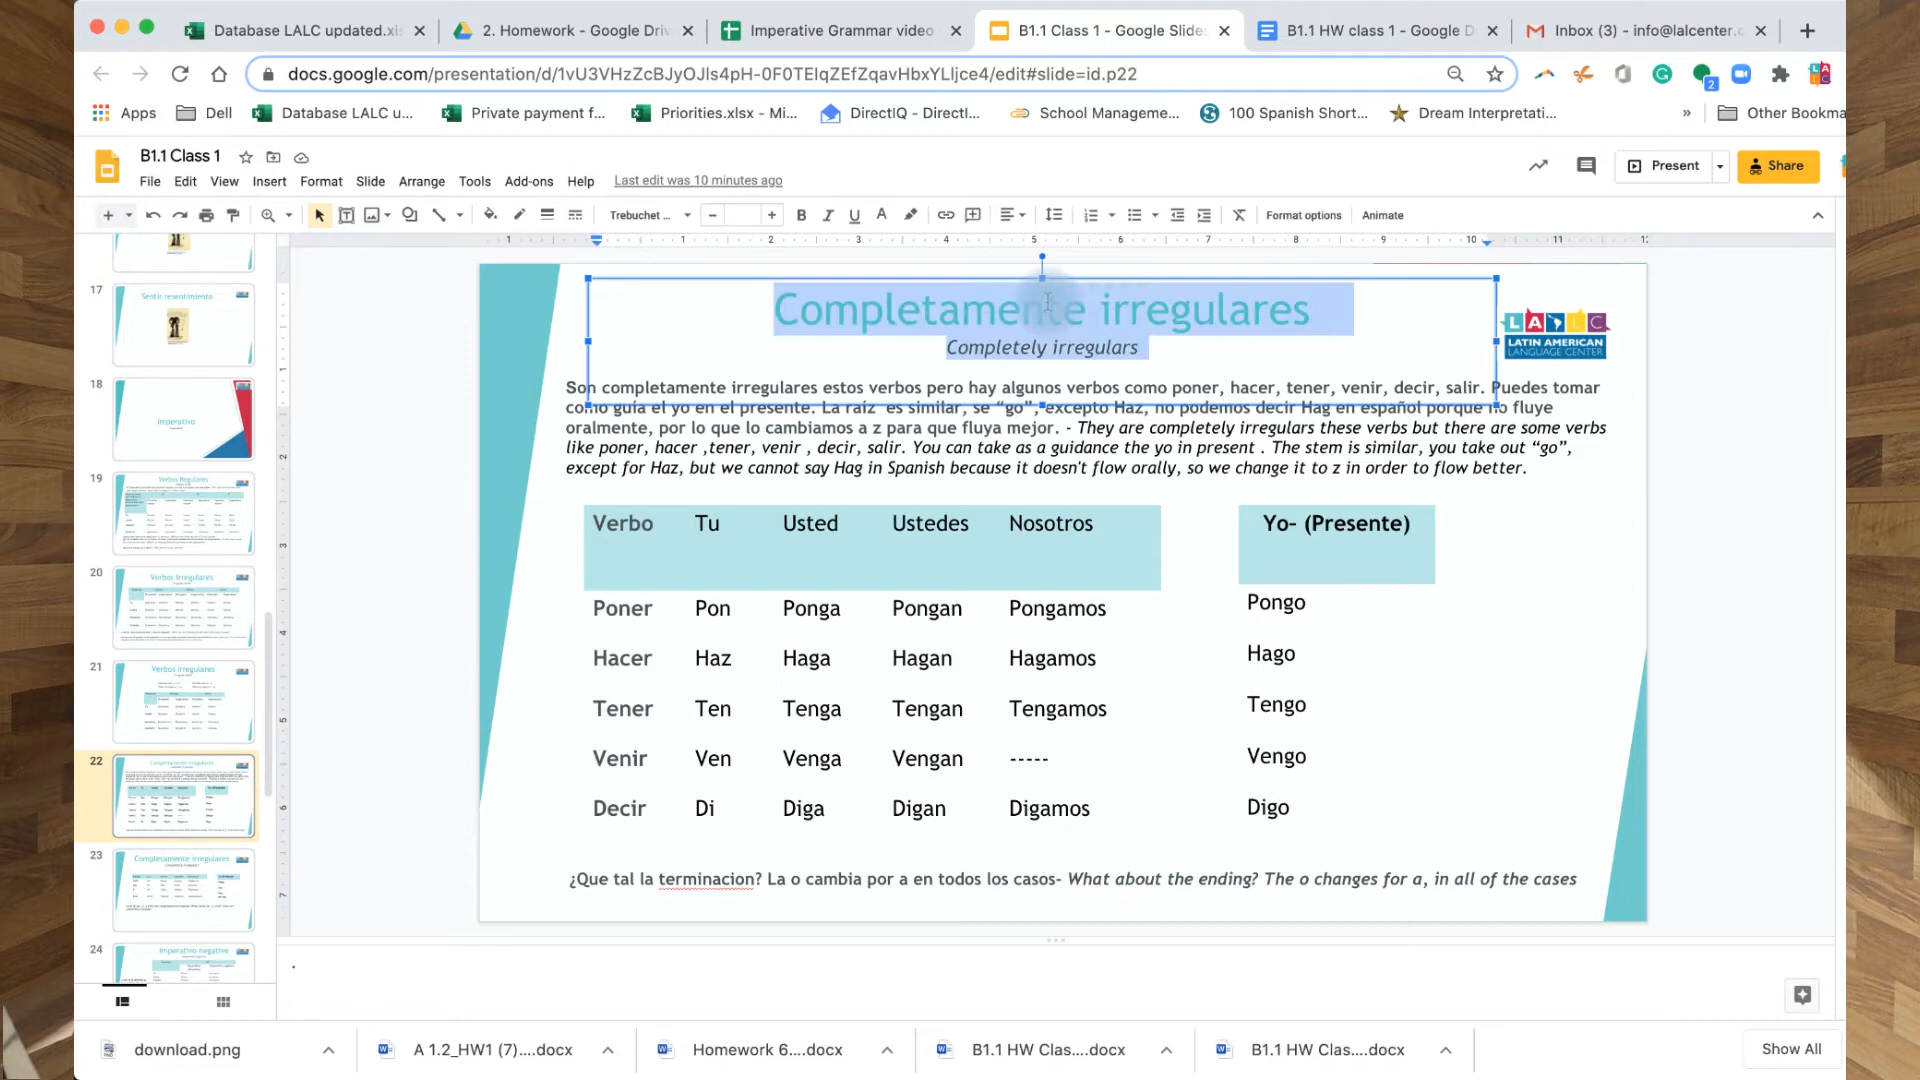 Database LALC updated.xls
2. Homework - Google Driv
Imperative Grammar video
B1.1 Class 1 - Google Slides
B1.1 HW class 1 - Google D
Inbox (3) - info@lalcenter.c
docs.google.com/presentation/d/1vU3VHzZcBJyOJls4pH-0F0TEIqZEfZqavHbxYLljce4/edit#slide=id.p22
2
Apps
Dell
Database LALC u...
Private payment f...
Priorities.xlsx - Mi...
DirectIQ - DirectI...
School Manageme...
100 Spanish Short...
Dream Interpretati...
»
Other Bookma
B1.1 Class 1
Present
Share
File Edit View Insert Format Slide Arrange Tools Add-ons Help
Last edit was 10 minutes ago
Trebuchet ...
Format options
Animate
17
Sentir resentimiento
18
Imperativo
19
Verbos Regulares
20
Verbos Irregulares
21
Verbos irregulares
22
Completamente irregulares
23
Completamente irregulares
24
Imperativo negativo
Completamente irregulares
Completely irregulars
LALC
LATIN AMERICAN
LANGUAGE CENTER
Son completamente irregulares estos verbos pero hay algunos verbos como poner, hacer, tener, venir, decir, salir. Puedes tomar
como guía el yo en el presente. La raíz es similar, se “go”, excepto Haz, no podemos decir Hag en español porque no fluye
oralmente, por lo que lo cambiamos a z para que fluya mejor. - They are completely irregulars these verbs but there are some verbs
like poner, hacer ,tener, venir , decir, salir. You can take as a guidance the yo in present . The stem is similar, you take out “go”,
except for Haz, but we cannot say Hag in Spanish because it doesn't flow orally, so we change it to z in order to flow better.
Verbo Tu Usted Ustedes Nosotros Yo- (Presente)
Poner Pon Ponga Pongan Pongamos Pongo
Hacer Haz Haga Hagan Hagamos Hago
Tener Ten Tenga Tengan Tengamos Tengo
Venir Ven Venga Vengan ----- Vengo
Decir Di Diga Digan Digamos Digo
¿Que tal la terminacion? La o cambia por a en todos los casos- What about the ending? The o changes for a, in all of the cases
.
download.png
A 1.2_HW1 (7)....docx
Homework 6....docx
B1.1 HW Clas....docx
B1.1 HW Clas....docx
Show All